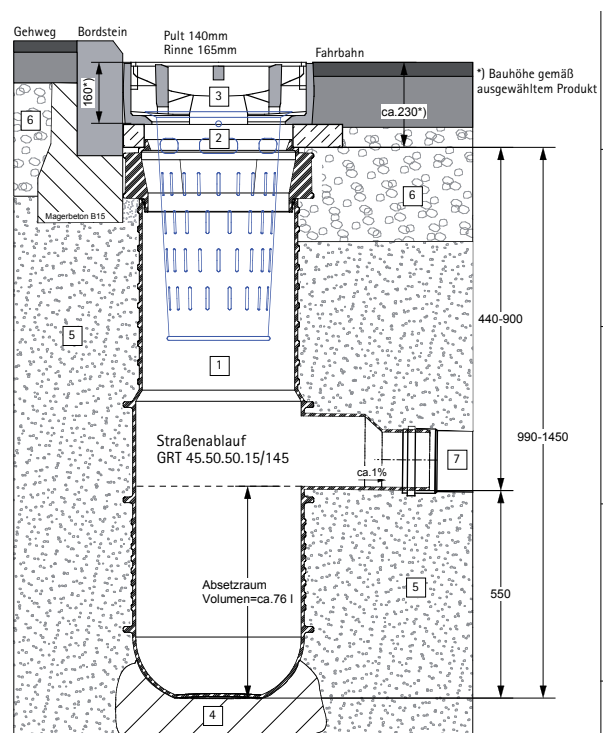 Gehweg
Bordstein
Pult 140mm
Rinne 165mm
Fahrbahn
*) Bauhöhe gemäß
ausgewähltem Produkt
160*)
3
ca.230*)
6
2
6
Magerbeton B15
440-900
5
1
990-1450
Straßenablauf
GRT 45.50.50.15/145
7
ca.1%
Absetzraum
Volumen=ca.76 l
5
550
4